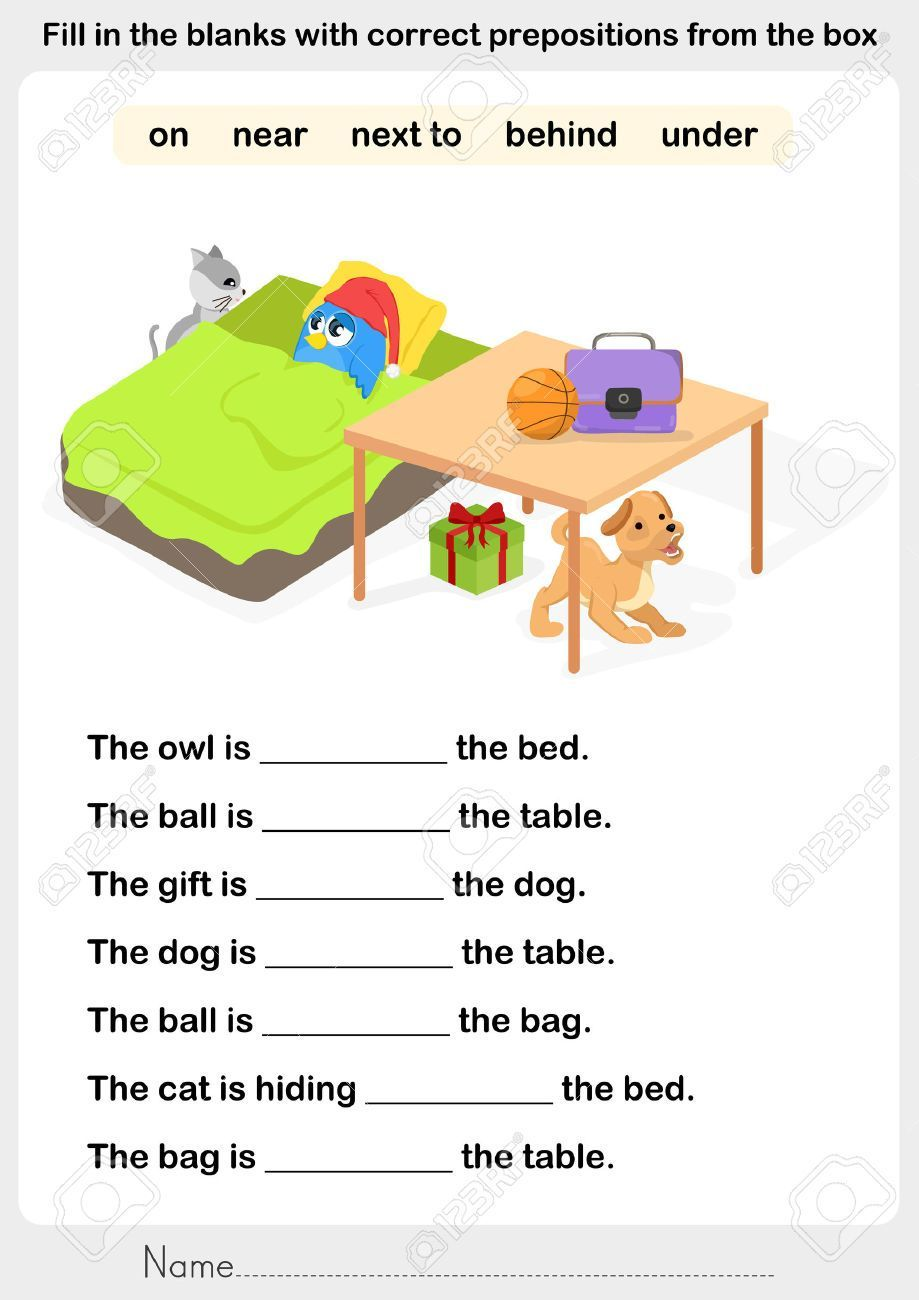 Fill in the blanks with correct prepositions from the box
on near next to behind under
The owl is __________ the bed.
The ball is __________ the table.
The gift is __________ the dog.
The dog is __________ the table.
The ball is __________ the bag.
The cat is hiding __________ the bed.
The bag is __________ the table.
Name
123RF